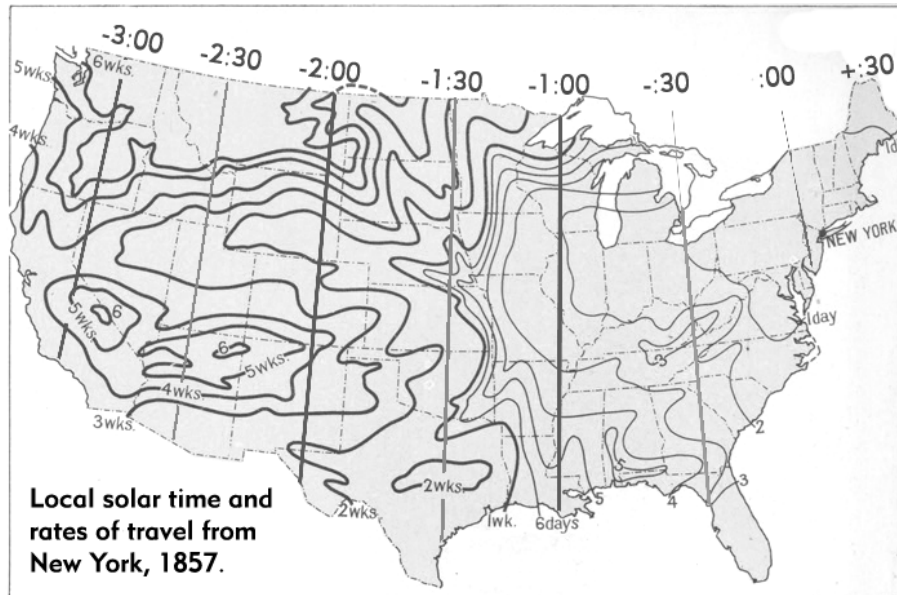 -3:00
-2:30
-2:00
-1:30
-1:00
-:30
:00
+:30
5wks.
6wks.
4wks.
1d
NEW YORK
5wks.
6
6
5wks.
4wks.
3wks.
3
1day
2
3
4
5
5
2wks.
2wks.
1wk.
6days
Local solar time and
rates of travel from
New York, 1857.